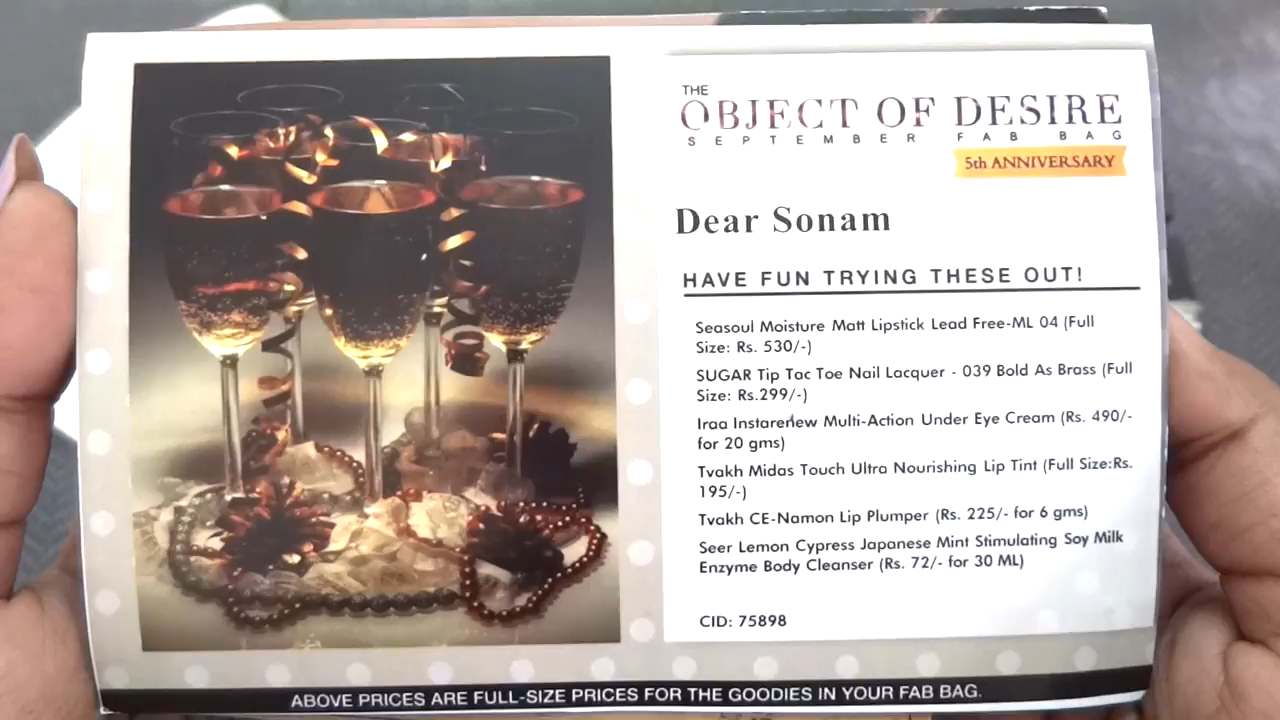 THE
OBJECT OF DESIRE
SEPTEMBER FAB BAG
5th ANNIVERSARY
Dear Sonam
HAVE FUN TRYING THESE OUT!
Seasoul Moisture Matt Lipstick Lead Free-ML 04 (Full
Size: Rs. 530/-)
SUGAR Tip Tac Toe Nail Lacquer - 039 Bold As Brass (Full
Size: Rs.299/-)
Iraa Instarenew Multi-Action Under Eye Cream (Rs. 490/-
for 20 gms)
Tvakh Midas Touch Ultra Nourishing Lip Tint (Full Size:Rs.
195/-)
Tvakh CE-Namon Lip Plumper (Rs. 225/- for 6 gms)
Seer Lemon Cypress Japanese Mint Stimulating Soy Milk
Enzyme Body Cleanser (Rs. 72/- for 30 ML)
CID: 75898
ABOVE PRICES ARE FULL-SIZE PRICES FOR THE GOODIES IN YOUR FAB BAG.